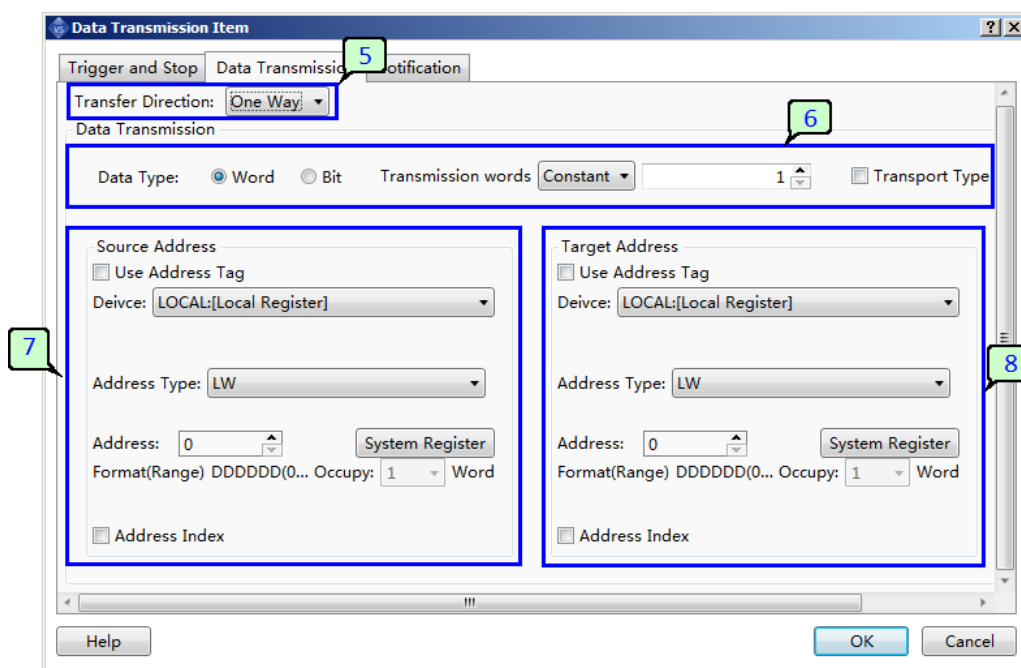 Data Transmission Item
5
Trigger and Stop Data Transmissio otification
Transfer Direction: One Way
Data Transmission
6
Data Type: Word Bit Transmission words Constant 1 Transport Type
Source Address
Use Address Tag
Deivce: LOCAL:[Local Register]
7
Address Type: LW
Address: 0 System Register
Format(Range) DDDDDD(0... Occupy: 1 Word
Address Index
Target Address
Use Address Tag
Deivce: LOCAL:[Local Register]
8
Address Type: LW
Address: 0 System Register
Format(Range) DDDDDD(0... Occupy: 1 Word
Address Index
Help OK Cancel